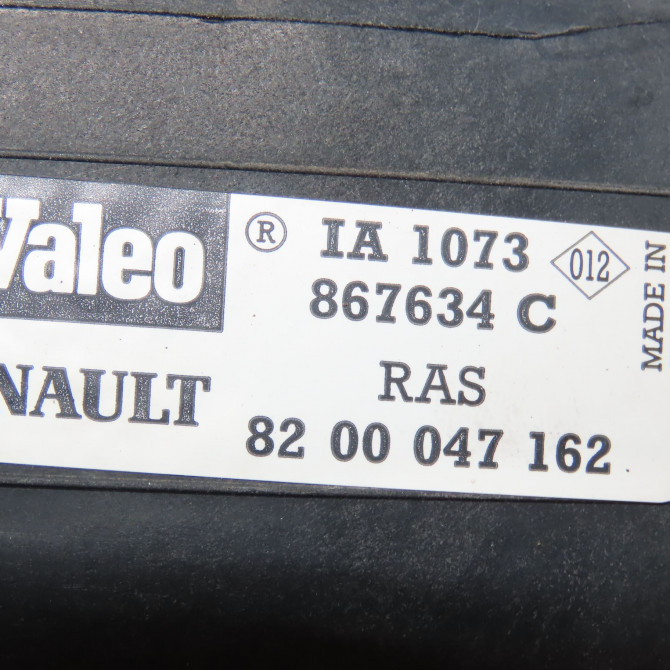 Valeo ® IA 1073 012
867634 C
NAULT RAS
82 00 047 162
MADE IN